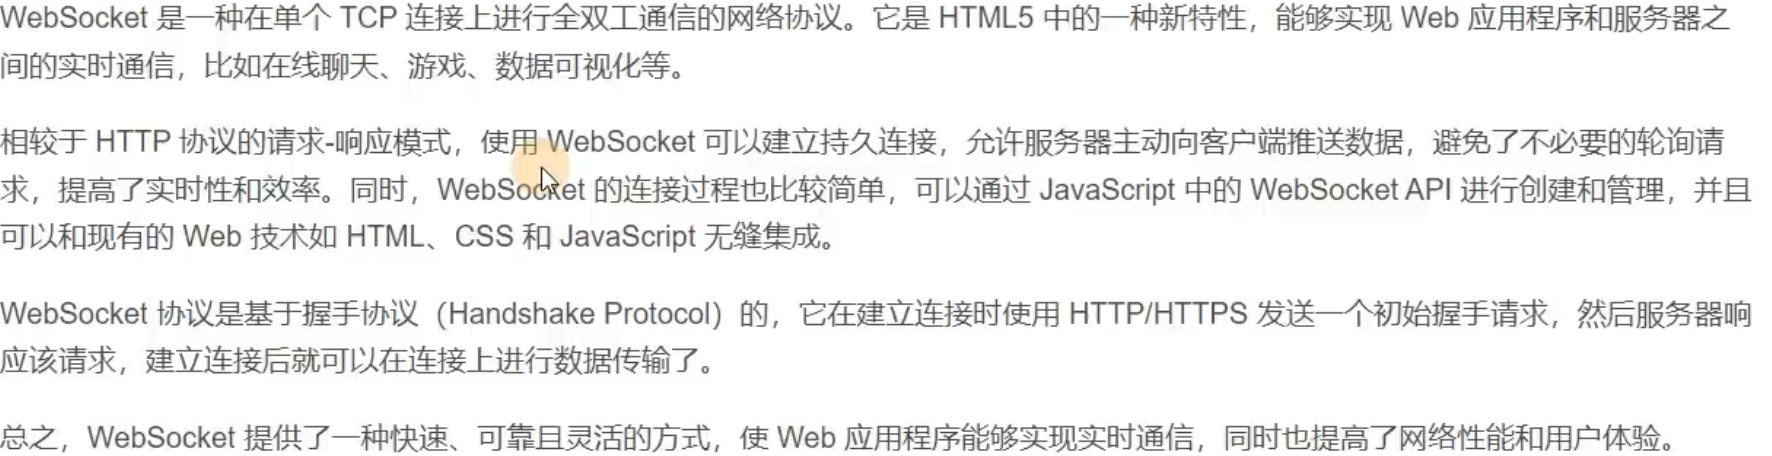 WebSocket 是一种在单个 TCP 连接上进行全双工通信的网络协议。它是 HTML5 中的一种新特性，能够实现 Web 应用程序和服务器之
间的实时通信，比如在线聊天、游戏、数据可视化等。
相较于 HTTP 协议的请求-响应模式，使用 WebSocket 可以建立持久连接，允许服务器主动向客户端推送数据，避免了不必要的轮询请
求，提高了实时性和效率。同时，WebSocket 的连接过程也比较简单，可以通过 JavaScript 中的 WebSocket API 进行创建和管理，并且
可以和现有的 Web 技术如 HTML、CSS 和 JavaScript 无缝集成。
WebSocket 协议是基于握手协议（Handshake Protocol）的，它在建立连接时使用 HTTP/HTTPS 发送一个初始握手请求，然后服务器响
应该请求，建立连接后就可以在连接上进行数据传输了。
总之，WebSocket 提供了一种快速、可靠且灵活的方式，使 Web 应用程序能够实现实时通信，同时也提高了网络性能和用户体验。